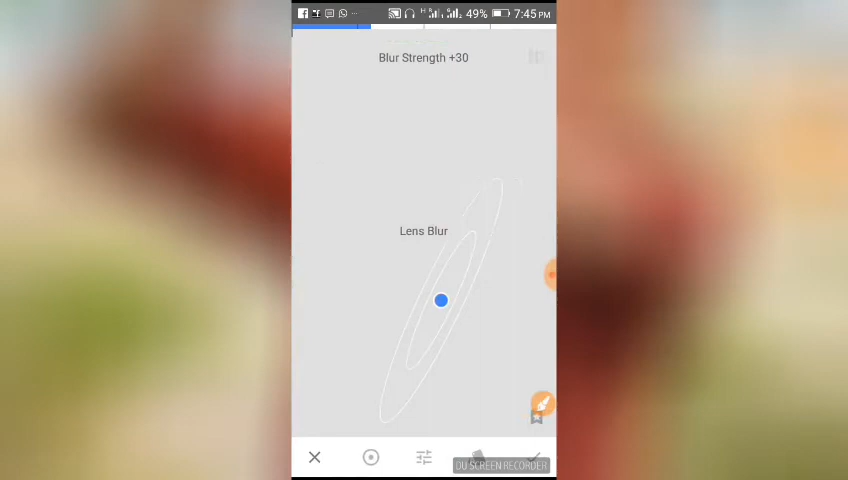 49% 7:45 PM
Blur Strength +30
Lens Blur
DU SCREEN RECORDER